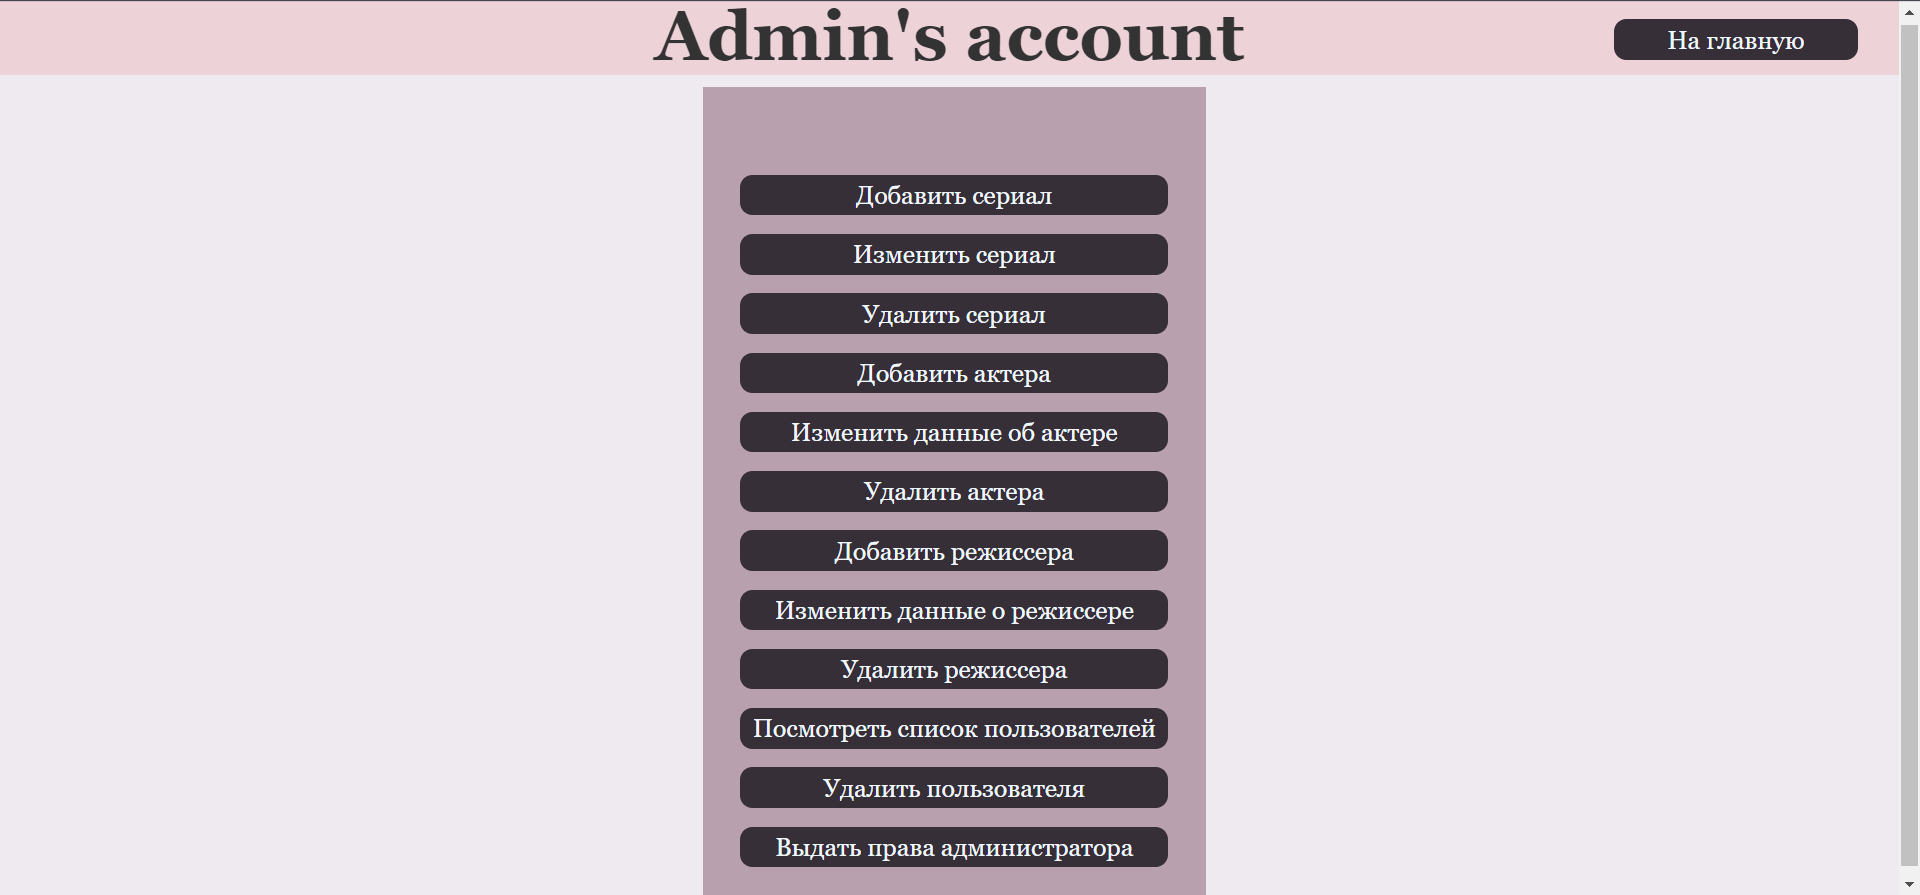 Admin's account
На главную
Добавить сериал
Изменить сериал
Удалить сериал
Добавить актера
Изменить данные об актере
Удалить актера
Добавить режиссера
Изменить данные о режиссере
Удалить режиссера
Посмотреть список пользователей
Удалить пользователя
Выдать права администратора